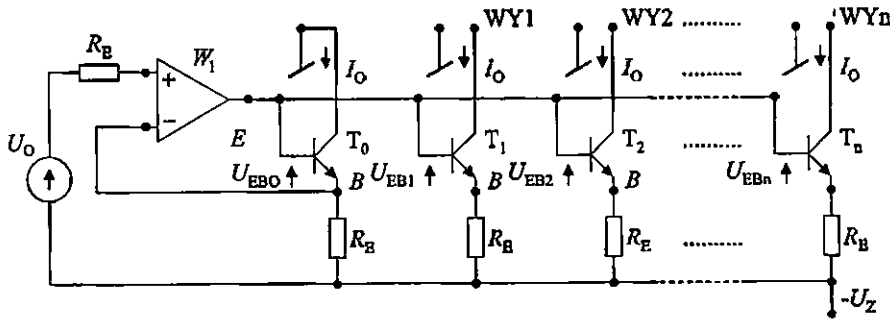 WY1 WY2 ........ WYn
R_E W_1 I_O I_O I_O ........ I_O
+
−
E T_0 T_1 T_2 ........ T_n
U_O
U_EBO B U_EB1 B U_EB2 U_EBn
R_E R_E R_E ........ R_E
-U_Z